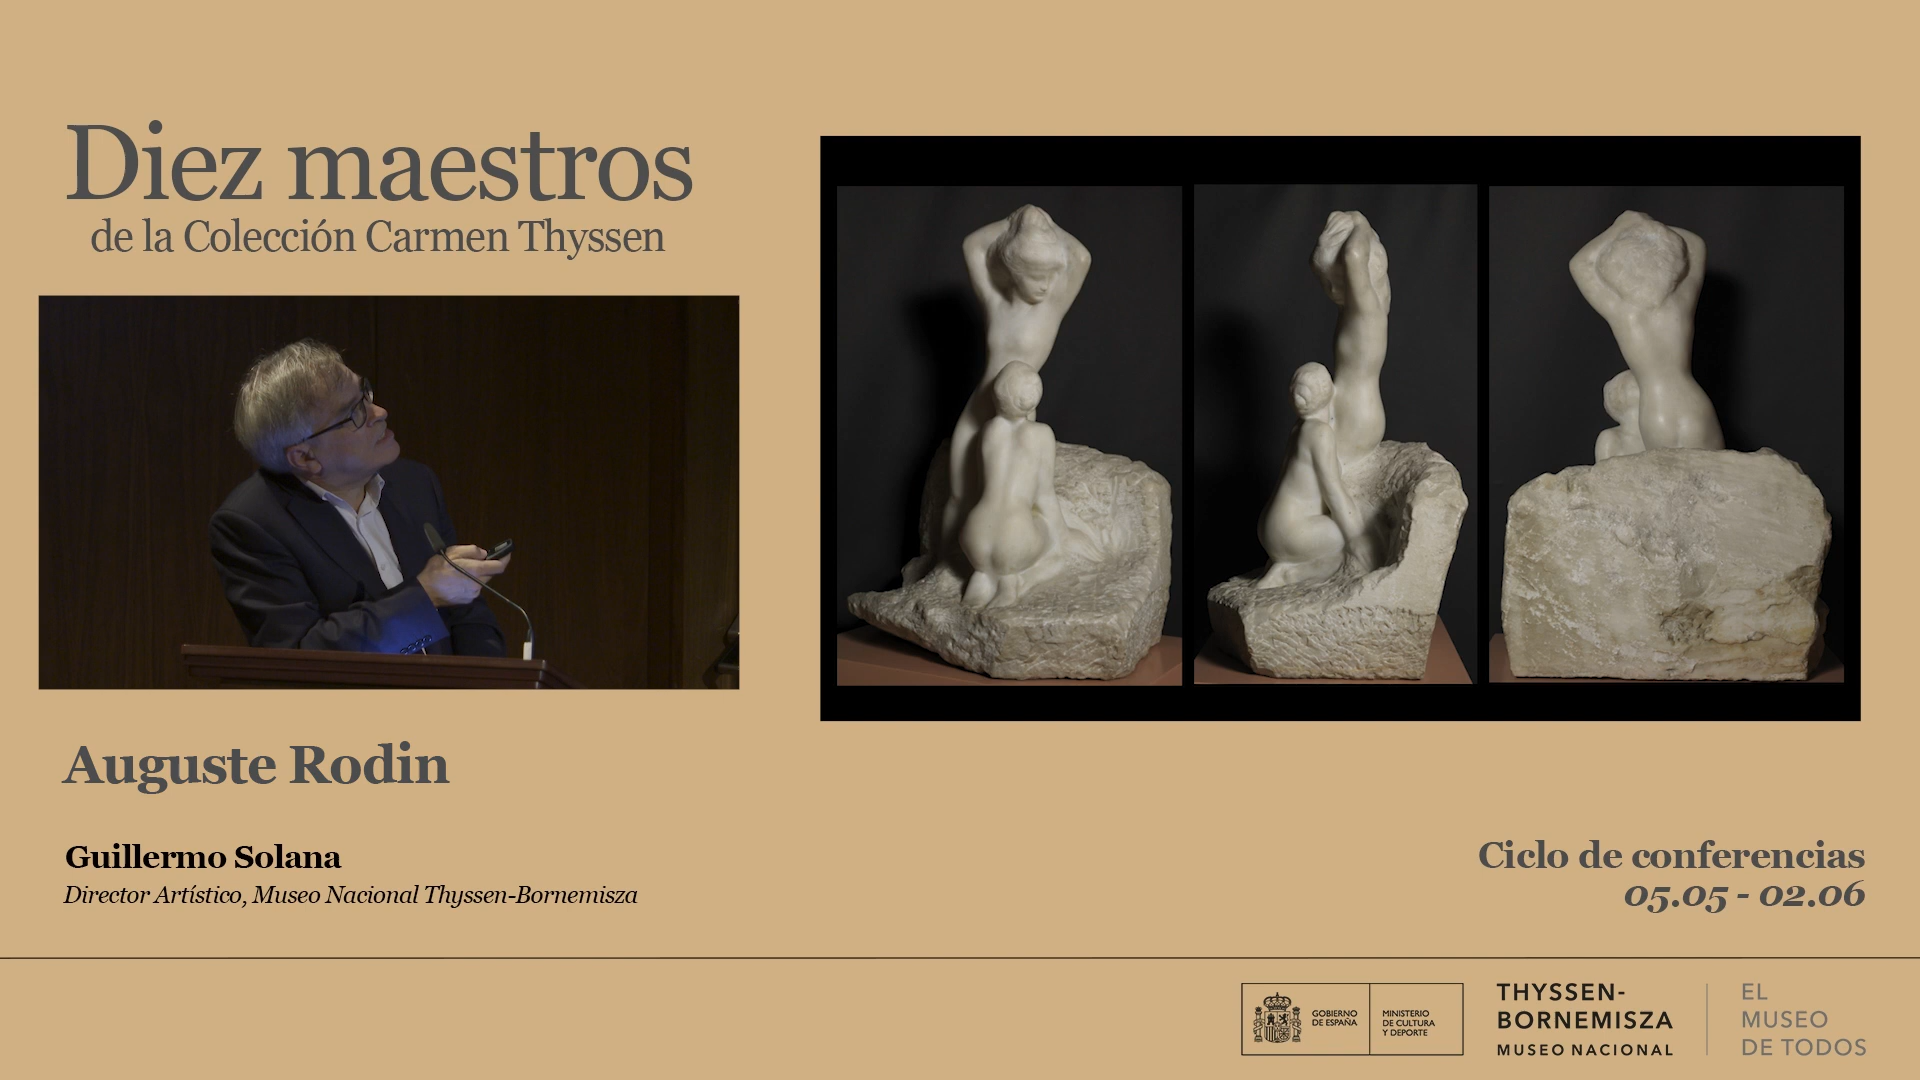 Diez maestros
de la Colección Carmen Thyssen
Auguste Rodin
Guillermo Solana
Director Artístico, Museo Nacional Thyssen-Bornemisza
Ciclo de conferencias
05.05 - 02.06
GOBIERNO
DE ESPAÑA
MINISTERIO
DE CULTURA
Y DEPORTE
THYSSEN-
BORNEMISZA
MUSEO NACIONAL
EL
MUSEO
DE TODOS